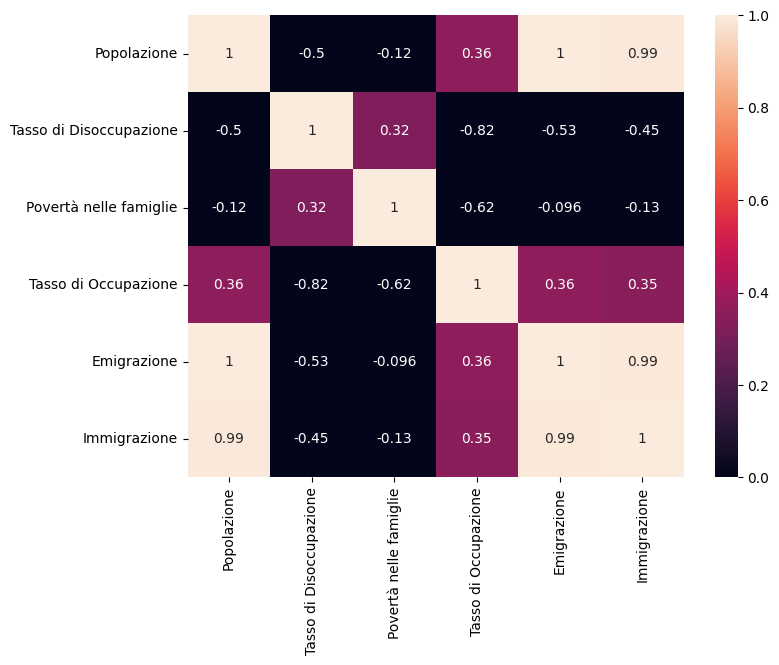 Popolazione 1 -0.5 -0.12 0.36 1 0.99
Tasso di Disoccupazione -0.5 1 0.32 -0.82 -0.53 -0.45
Povertà nelle famiglie -0.12 0.32 1 -0.62 -0.096 -0.13
Tasso di Occupazione 0.36 -0.82 -0.62 1 0.36 0.35
Emigrazione 1 -0.53 -0.096 0.36 1 0.99
Immigrazione 0.99 -0.45 -0.13 0.35 0.99 1
Popolazione
Tasso di Disoccupazione
Povertà nelle famiglie
Tasso di Occupazione
Emigrazione
Immigrazione
1.0
0.8
0.6
0.4
0.2
0.0